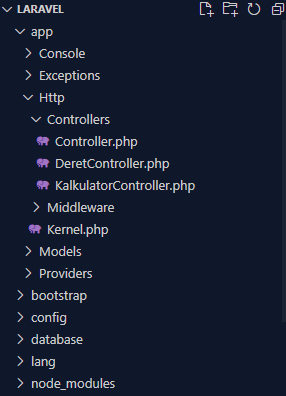 LARAVEL
app
Console
Exceptions
Http
Controllers
Controller.php
DeretController.php
KalkulatorController.php
Middleware
Kernel.php
Models
Providers
bootstrap
config
database
lang
node_modules